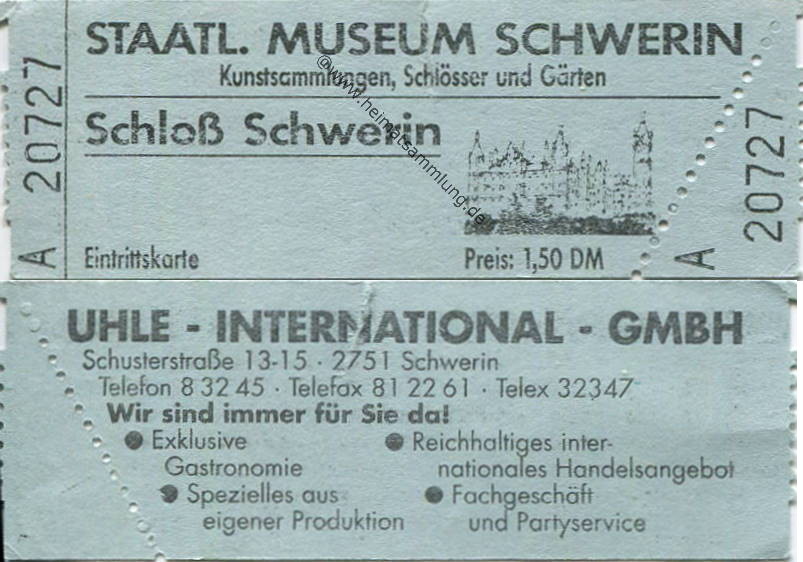 STAATL. MUSEUM SCHWERIN
Kunstsammlungen, Schlösser und Gärten
Schloß Schwerin
Eintrittskarte
Preis: 1,50 DM
A 20727
A 20727
@www.heimatsammlung.de
UHLE - INTERNATIONAL - GMBH
Schusterstraße 13-15 · 2751 Schwerin
Telefon 8 32 45 · Telefax 81 22 61 · Telex 32347
Wir sind immer für Sie da!
● Exklusive
Gastronomie
● Reichhaltiges inter-
nationales Handelsangebot
● Spezielles aus
eigener Produktion
● Fachgeschäft
und Partyservice